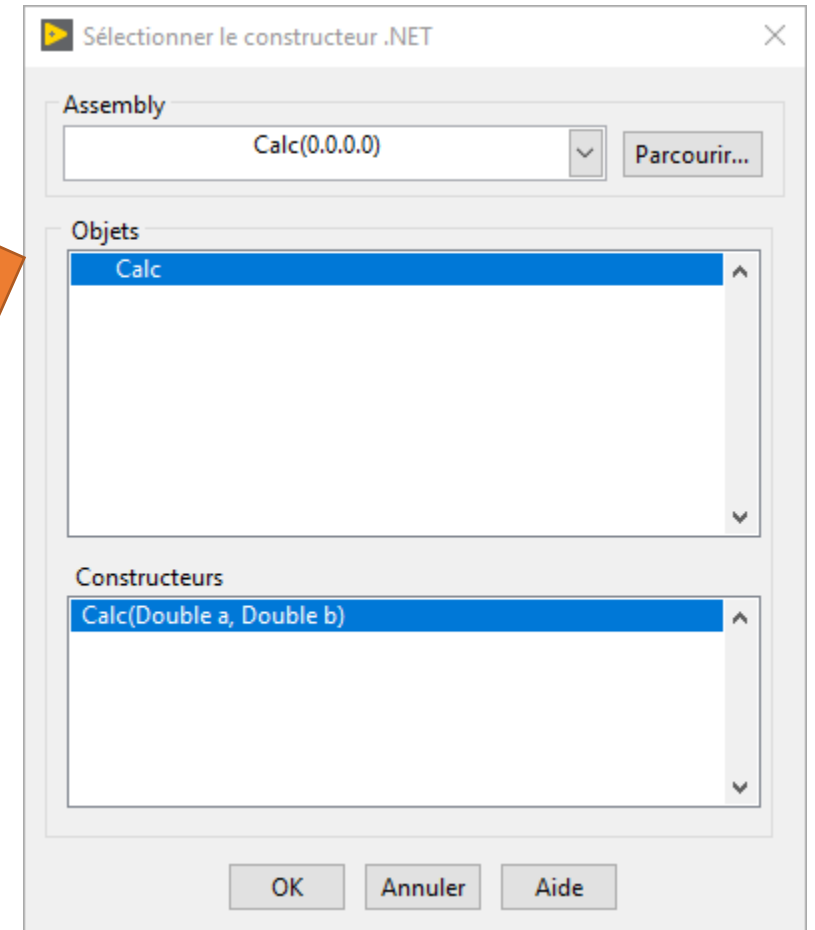 Sélectionner le constructeur .NET
Assembly
Calc(0.0.0.0)
Parcourir...
Objets
Calc
Constructeurs
Calc(Double a, Double b)
OK
Annuler
Aide